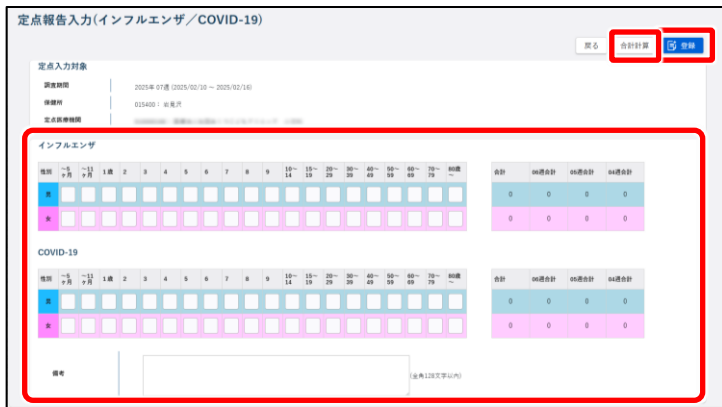 定点報告入力(インフルエンザ／COVID-19)
戻る 合計計算 登録
定点入力対象
調査期間 2025年 07週 (2025/02/10 ～ 2025/02/16)
保健所 015400： 岩見沢
定点医療機関
インフルエンザ
性別 ～5ヶ月 ～11ヶ月 1歳 2 3 4 5 6 7 8 9 10～14 15～19 20～29 30～39 40～49 50～59 60～69 70～79 80歳～ 合計 06週合計 05週合計 04週合計
男 0 0 0 0
女 0 0 0 0
COVID-19
性別 ～5ヶ月 ～11ヶ月 1歳 2 3 4 5 6 7 8 9 10～14 15～19 20～29 30～39 40～49 50～59 60～69 70～79 80歳～ 合計 06週合計 05週合計 04週合計
男 0 0 0 0
女 0 0 0 0
備考 (全角128文字以内)